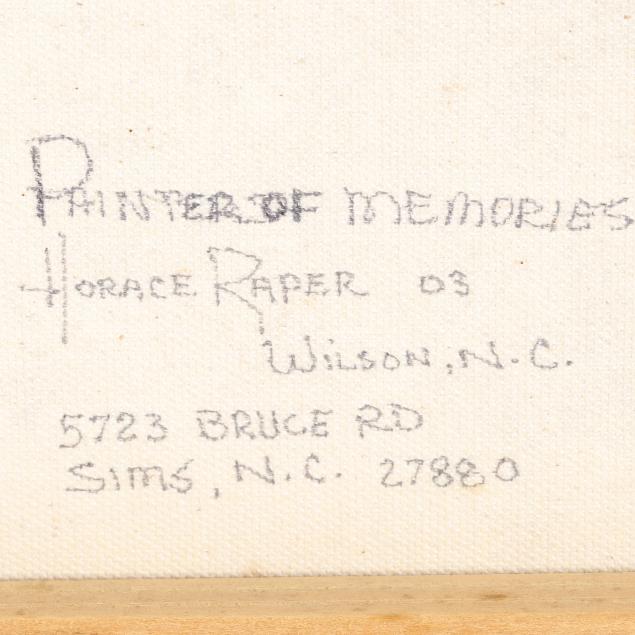 PAINTER OF MEMORIES
HORACE RAPER 03
WILSON, N.C.
5723 BRUCE RD
SIMS, N.C. 27880